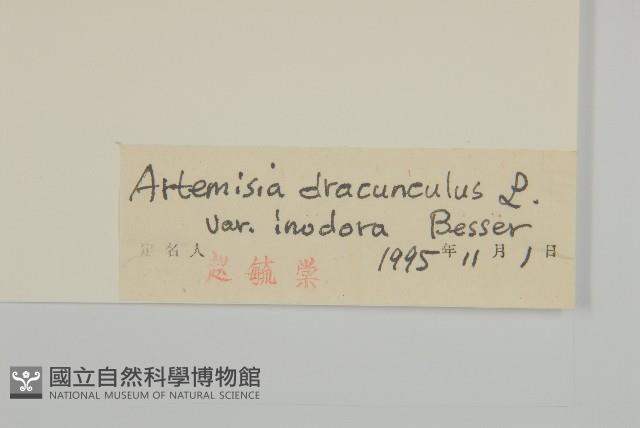 Artemisia dracunculus L.
var. inodora Besser
定名人 赵毓棠 1995年11月1日
國立自然科學博物館
NATIONAL MUSEUM OF NATURAL SCIENCE